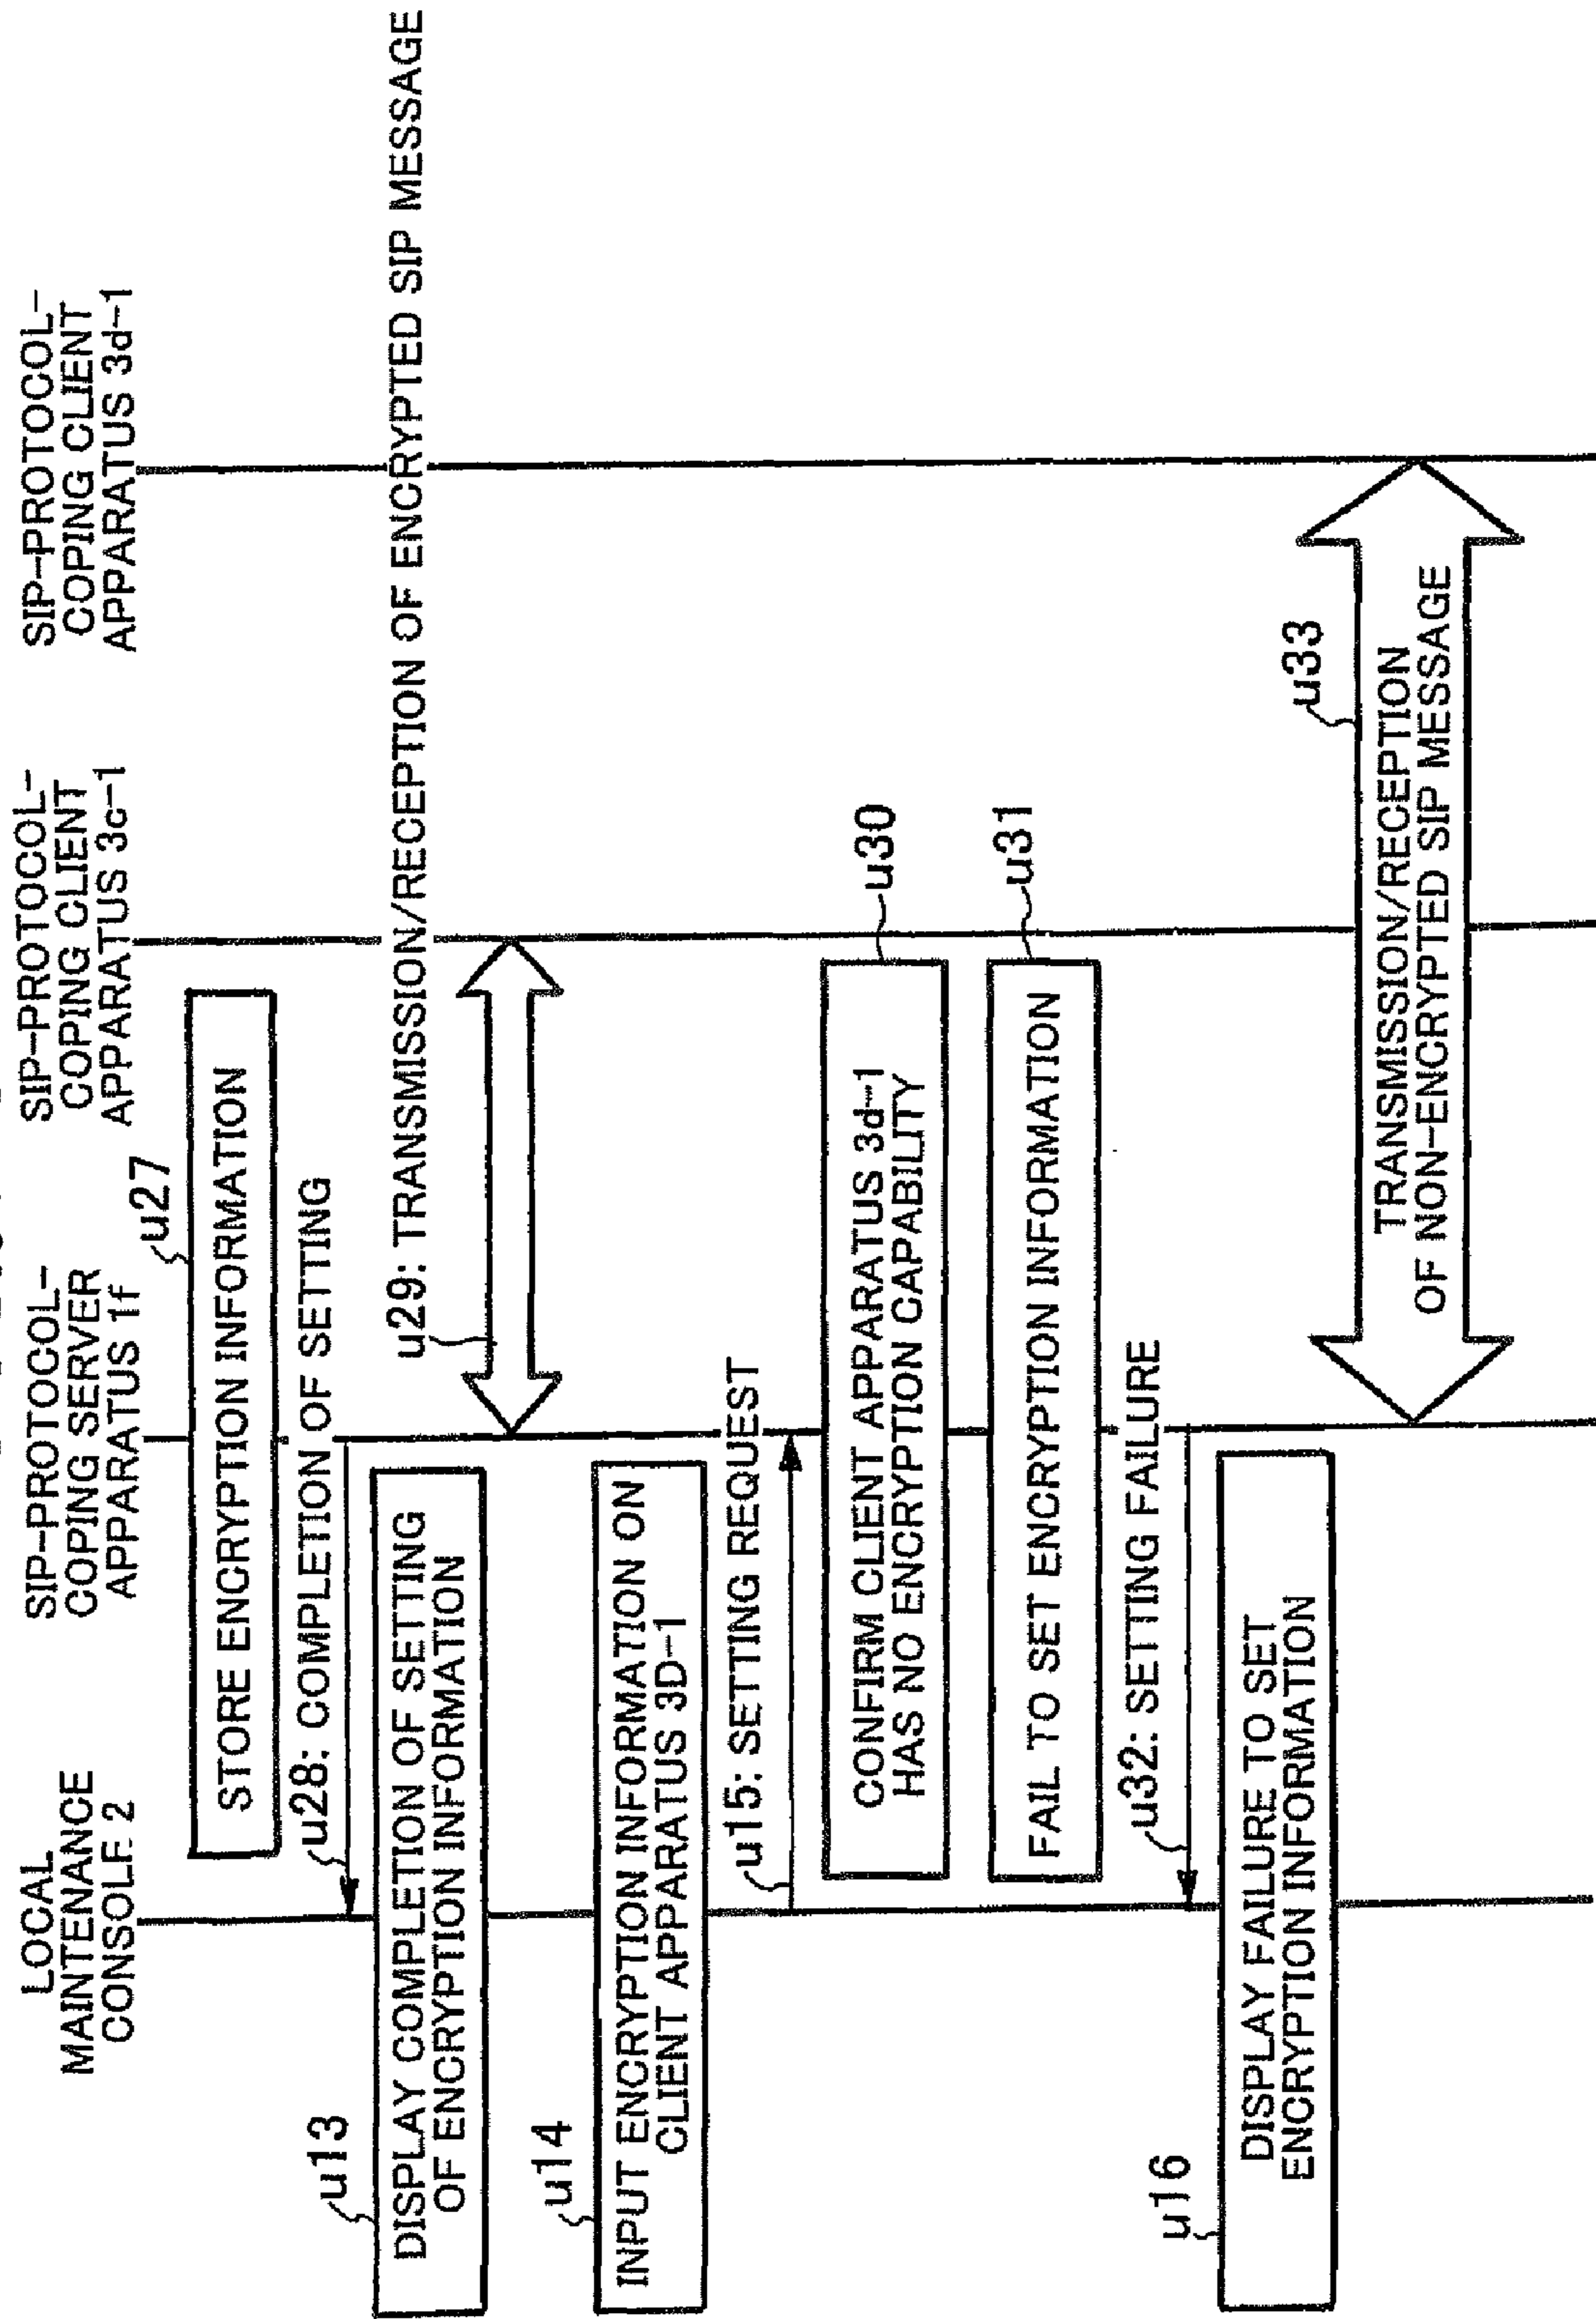 LOCAL
MAINTENANCE
CONSOLE 2
SIP-PROTOCOL-
COPING SERVER
APPARATUS 1f
SIP-PROTOCOL-
COPING CLIENT
APPARATUS 3c-1
SIP-PROTOCOL-
COPING CLIENT
APPARATUS 3d-1
u27
STORE ENCRYPTION INFORMATION
u28: COMPLETION OF SETTING
u13
DISPLAY COMPLETION OF SETTING
OF ENCRYPTION INFORMATION
u29: TRANSMISSION/RECEPTION OF ENCRYPTED SIP MESSAGE
u14
INPUT ENCRYPTION INFORMATION ON
CLIENT APPARATUS 3D-1
u15: SETTING REQUEST
u30
CONFIRM CLIENT APPARATUS 3d-1
HAS NO ENCRYPTION CAPABILITY
u31
FAIL TO SET ENCRYPTION INFORMATION
u32: SETTING FAILURE
u16
DISPLAY FAILURE TO SET
ENCRYPTION INFORMATION
u33
TRANSMISSION/RECEPTION
OF NON-ENCRYPTED SIP MESSAGE